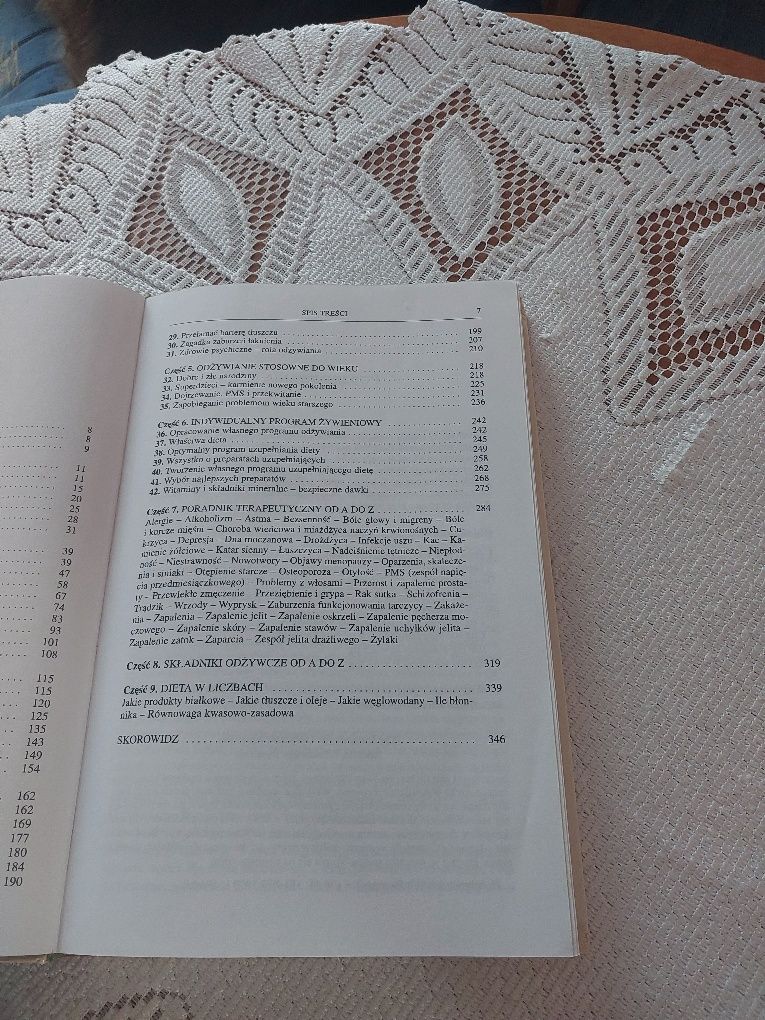 8
8
9
11
11
15
20
25
28
31
39
39
47
58
67
74
83
93
101
108
115
115
120
125
135
143
149
154
162
162
169
177
180
184
190
SPIS TREŚCI 7
29. Przełamać barierę tłuszczu 199
30. Zagadka zaburzeń łaknienia 207
31. Zdrowie psychiczne – rola odżywiania 210
Część 5. ODŻYWIANIE STOSOWNE DO WIEKU 218
32. Dobre i złe narodziny 218
33. Superdzieci – karmienie nowego pokolenia 225
34. Dojrzewanie, PMS i przekwitanie 231
35. Zapobieganie problemom wieku starszego 236
Część 6. INDYWIDUALNY PROGRAM ŻYWIENIOWY 242
36. Opracowanie własnego programu odżywiania 242
37. Właściwa dieta 245
38. Optymalny program uzupełniania diety 249
39. Wszystko o preparatach uzupełniających 258
40. Tworzenie własnego programu uzupełniającego dietę 262
41. Wybór najlepszych preparatów 268
42. Witaminy i składniki mineralne – bezpieczne dawki 275
Część 7. PORADNIK TERAPEUTYCZNY OD A DO Z 284
Alergie – Alkoholizm – Astma – Bezsenność – Bóle głowy i migreny – Bóle
i kurcze mięśni – Choroba wieńcowa i miażdżyca naczyń krwionośnych – Cu-
krzyca – Depresja – Dna moczanowa – Drożdżyca – Infekcje uszu – Kac – Ka-
mienie żółciowe – Katar sienny – Łuszczyca – Nadciśnienie tętnicze – Niepłod-
ność – Niestrawność – Nowotwory – Objawy menopauzy – Oparzenia, skalecze-
nia i siniaki – Otępienie starcze – Osteoporoza – Otyłość – PMS (zespół napię-
cia przedmiesiączkowego) – Problemy z włosami – Przerost i zapalenie prosta-
ty – Przewlekłe zmęczenie – Przeziębienie i grypa – Rak sutka – Schizofrenia –
Trądzik – Wrzody – Wyprysk – Zaburzenia funkcjonowania tarczycy – Zakaże-
nia – Zapalenia – Zapalenie jelit – Zapalenie oskrzeli – Zapalenie pęcherza mo-
czowego – Zapalenie skóry – Zapalenie stawów – Zapalenie uchyłków jelita –
Zapalenie zatok – Zaparcia – Zespół jelita drażliwego – Żylaki
Część 8. SKŁADNIKI ODŻYWCZE OD A DO Z 319
Część 9. DIETA W LICZBACH 339
Jakie produkty białkowe – Jakie tłuszcze i oleje – Jakie węglowodany – Ile błon-
nika – Równowaga kwasowo-zasadowa
SKOROWIDZ 346